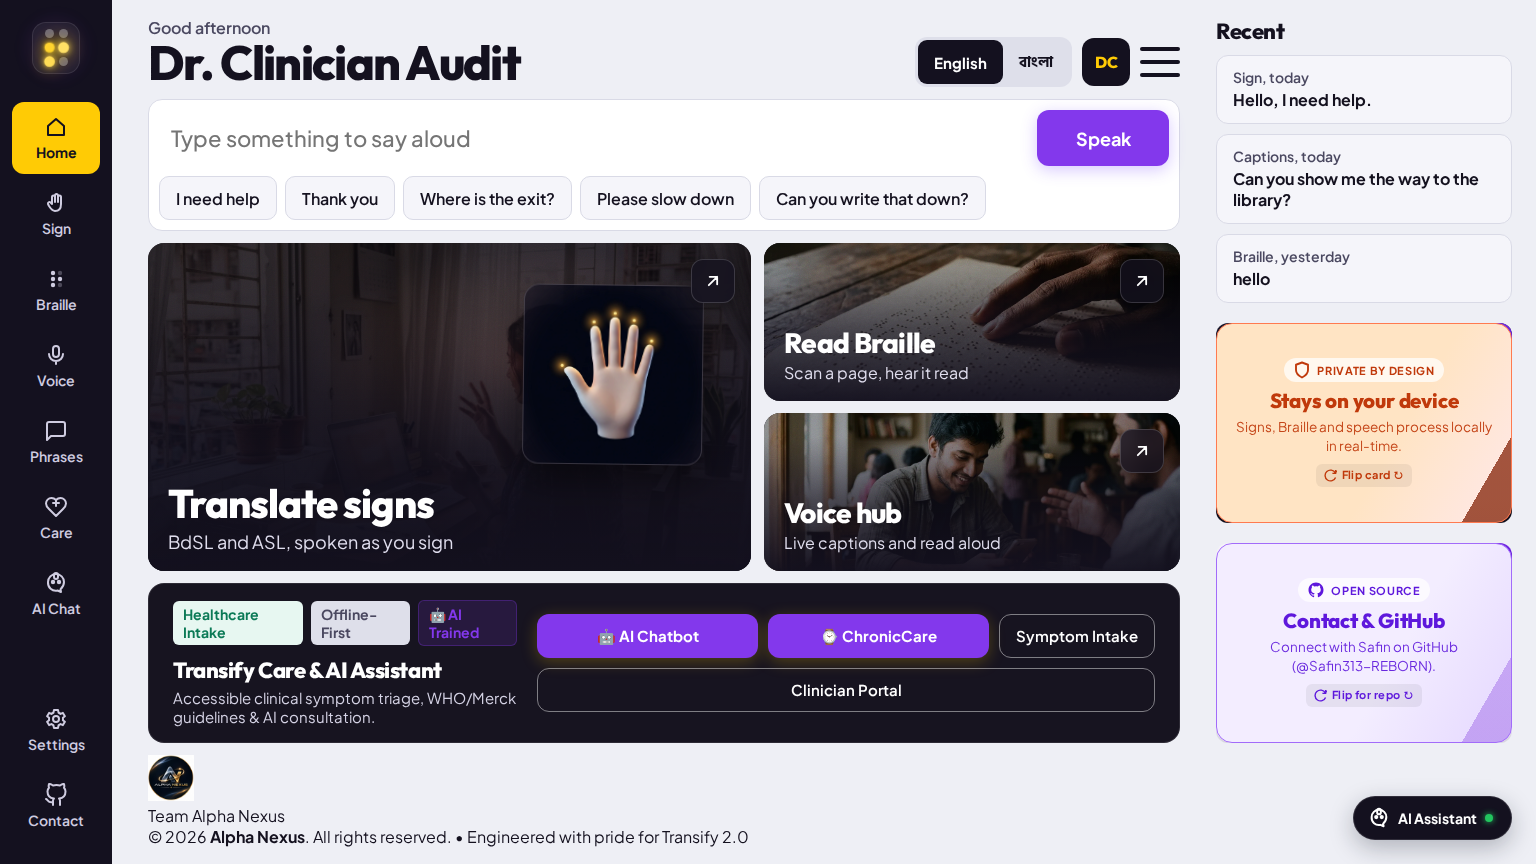 Home
Sign
Braille
Voice
Phrases
Care
AI Chat
Settings
Contact
Good afternoon
Dr. Clinician Audit
English
বাংলা
DC
Type something to say aloud
Speak
I need help
Thank you
Where is the exit?
Please slow down
Can you write that down?
Translate signs
BdSL and ASL, spoken as you sign
Read Braille
Scan a page, hear it read
Voice hub
Live captions and read aloud
Healthcare
Intake
Offline-
First
🤖 AI
Trained
Transify Care & AI Assistant
Accessible clinical symptom triage, WHO/Merck
guidelines & AI consultation.
🤖 AI Chatbot
⌚ ChronicCare
Symptom Intake
Clinician Portal
ALPHA NEXUS
Team Alpha Nexus
© 2026 Alpha Nexus. All rights reserved. • Engineered with pride for Transify 2.0
Recent
Sign, today
Hello, I need help.
Captions, today
Can you show me the way to the
library?
Braille, yesterday
hello
PRIVATE BY DESIGN
Stays on your device
Signs, Braille and speech process locally
in real-time.
Flip card ↻
OPEN SOURCE
Contact & GitHub
Connect with Safin on GitHub
(@Safin313-REBORN).
Flip for repo ↻
AI Assistant